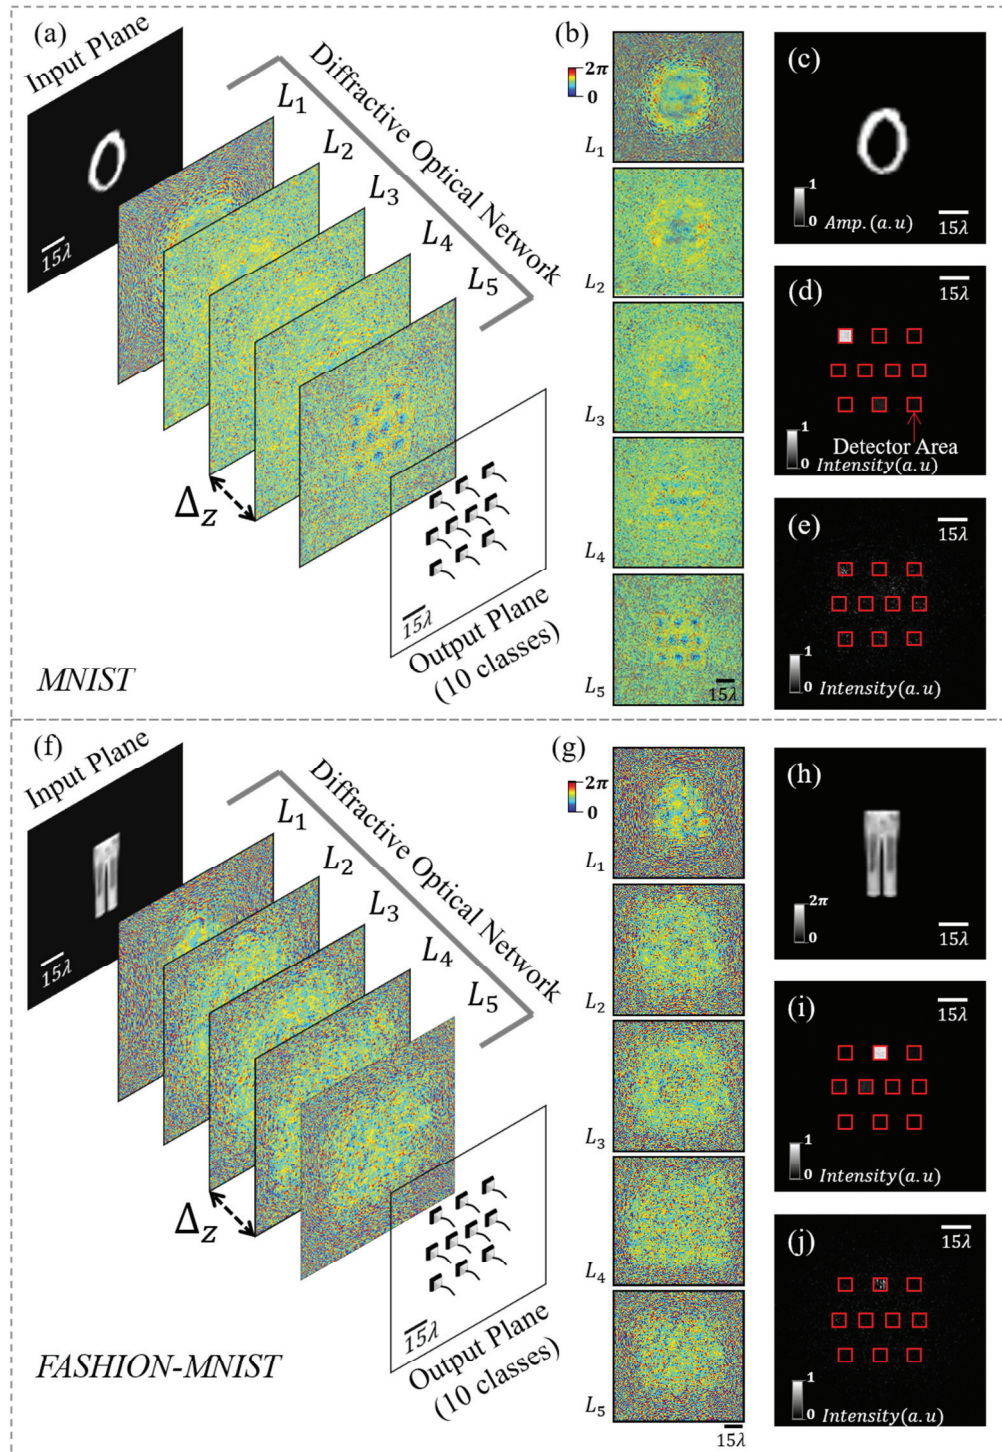 (a)
Input Plane
Diffractive Optical Network
L₁
L₂
L₃
L₄
L₅
15λ
Δz
15λ
Output Plane
(10 classes)
MNIST
(b)
2π
0
L₁
L₂
L₃
L₄
L₅
15λ
(c)
1
0
Amp.(a.u)
15λ
(d)
15λ
1
0
Detector Area
Intensity(a.u)
(e)
15λ
1
0
Intensity(a.u)
(f)
Input Plane
Diffractive Optical Network
L₁
L₂
L₃
L₄
L₅
15λ
Δz
15λ
Output Plane
(10 classes)
FASHION-MNIST
(g)
2π
0
L₁
L₂
L₃
L₄
L₅
15λ
(h)
2π
0
15λ
(i)
15λ
1
0
Intensity(a.u)
(j)
15λ
1
0
Intensity(a.u)